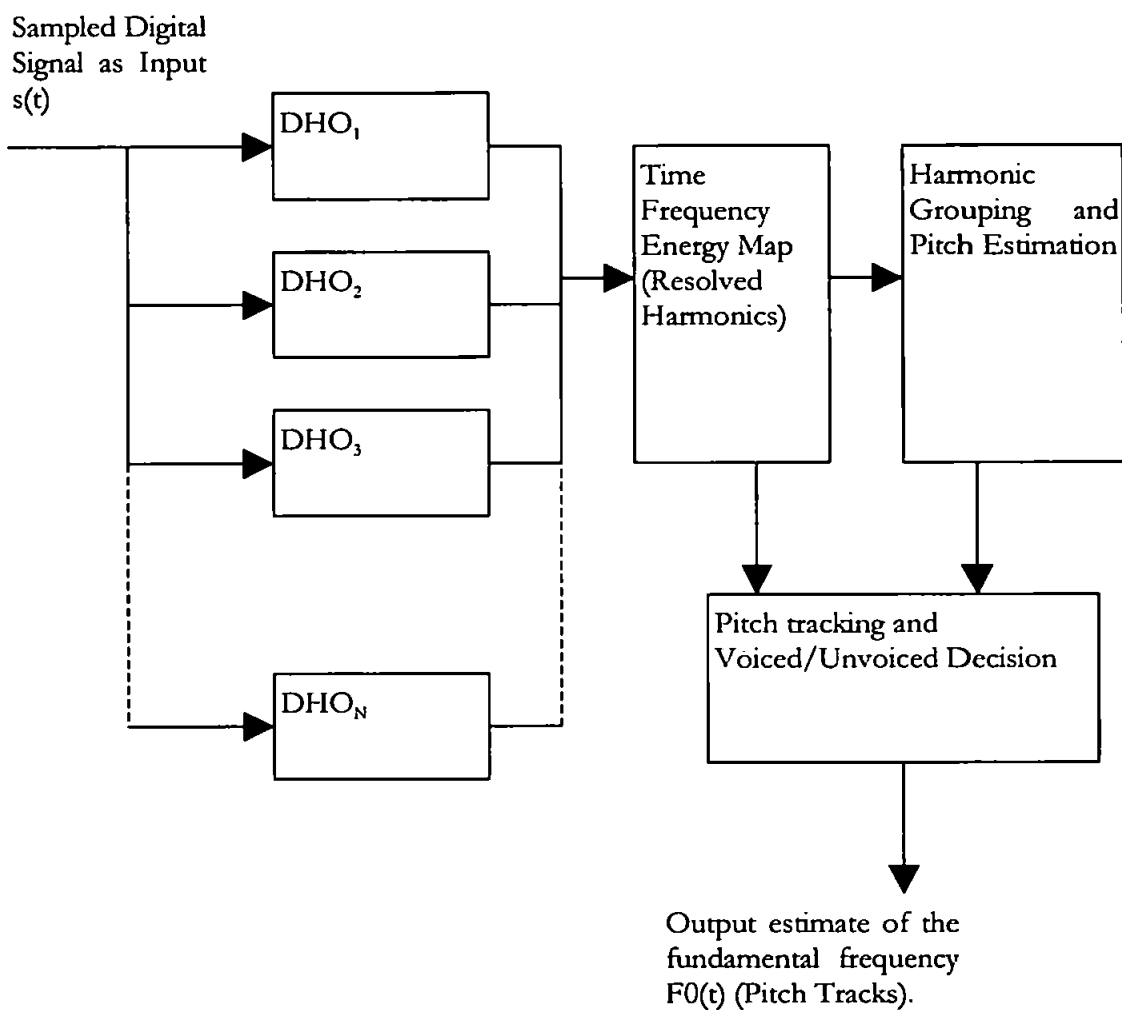 Sampled Digital
Signal as Input
s(t)
DHO₁
DHO₂
DHO₃
DHO_N
Time
Frequency
Energy Map
(Resolved
Harmonics)
Harmonic
Grouping and
Pitch Estimation
Pitch tracking and
Voiced/Unvoiced Decision
Output estimate of the
fundamental frequency
F0(t) (Pitch Tracks).